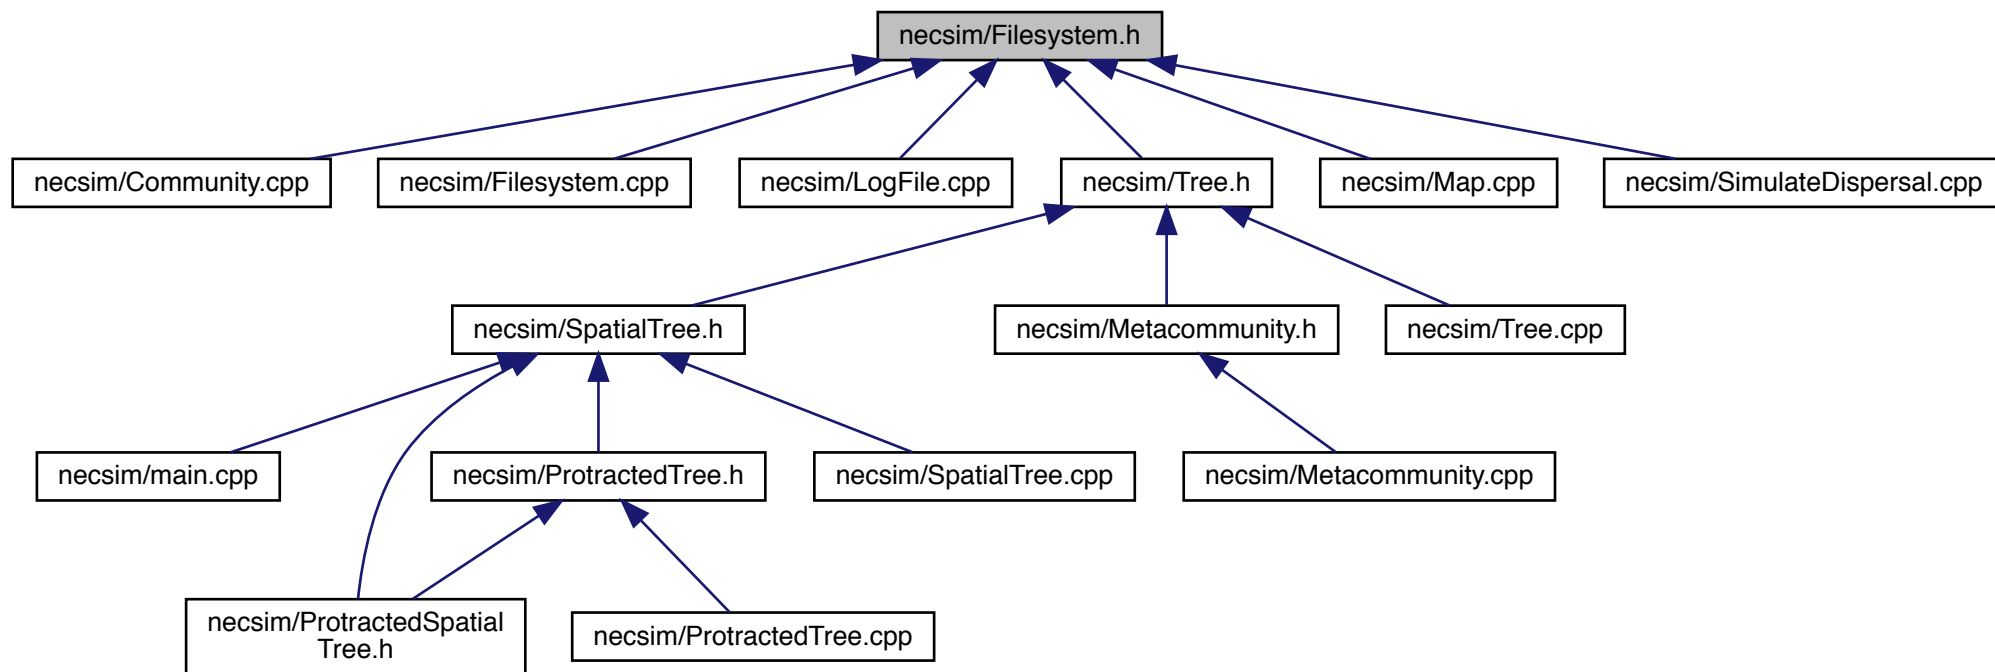 necsim/Filesystem.h
necsim/Community.cpp
necsim/Filesystem.cpp
necsim/LogFile.cpp
necsim/Tree.h
necsim/Map.cpp
necsim/SimulateDispersal.cpp
necsim/SpatialTree.h
necsim/Metacommunity.h
necsim/Tree.cpp
necsim/main.cpp
necsim/ProtractedTree.h
necsim/SpatialTree.cpp
necsim/Metacommunity.cpp
necsim/ProtractedSpatial
Tree.h
necsim/ProtractedTree.cpp